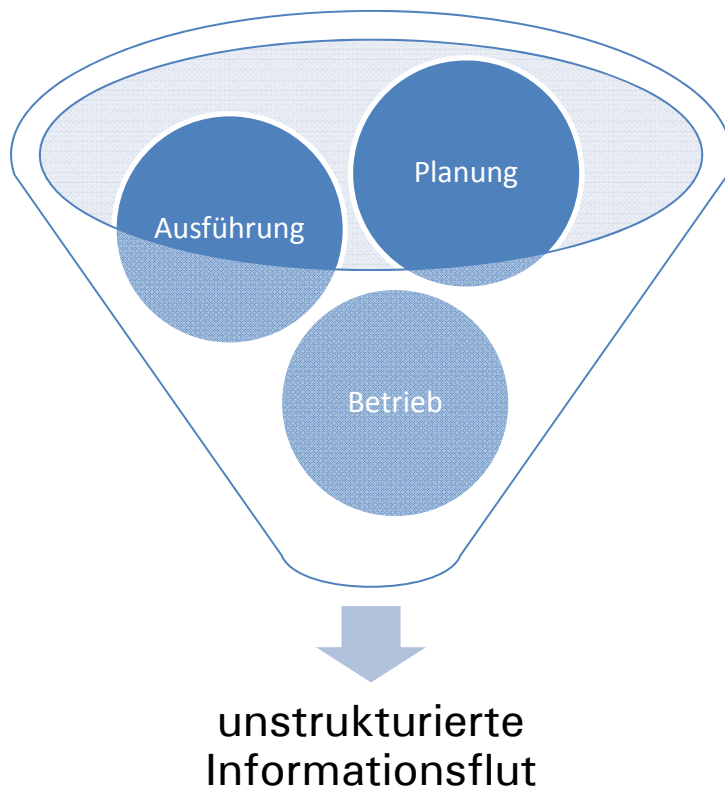 Planung
Ausführung
Betrieb
unstrukturierte
Informationsflut